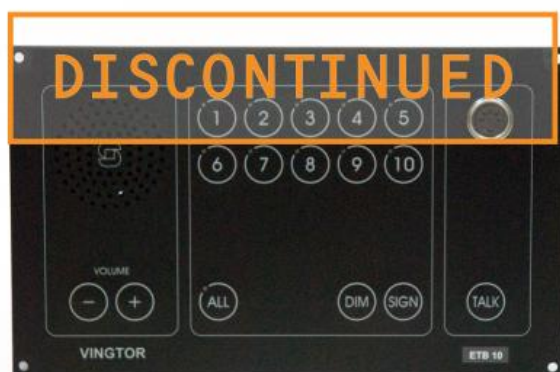 DISCONTINUED
1 2 3 4 5
6 7 8 9 10
VOLUME
- +
ALL DIM SIGN TALK
VINGTOR ETB 10